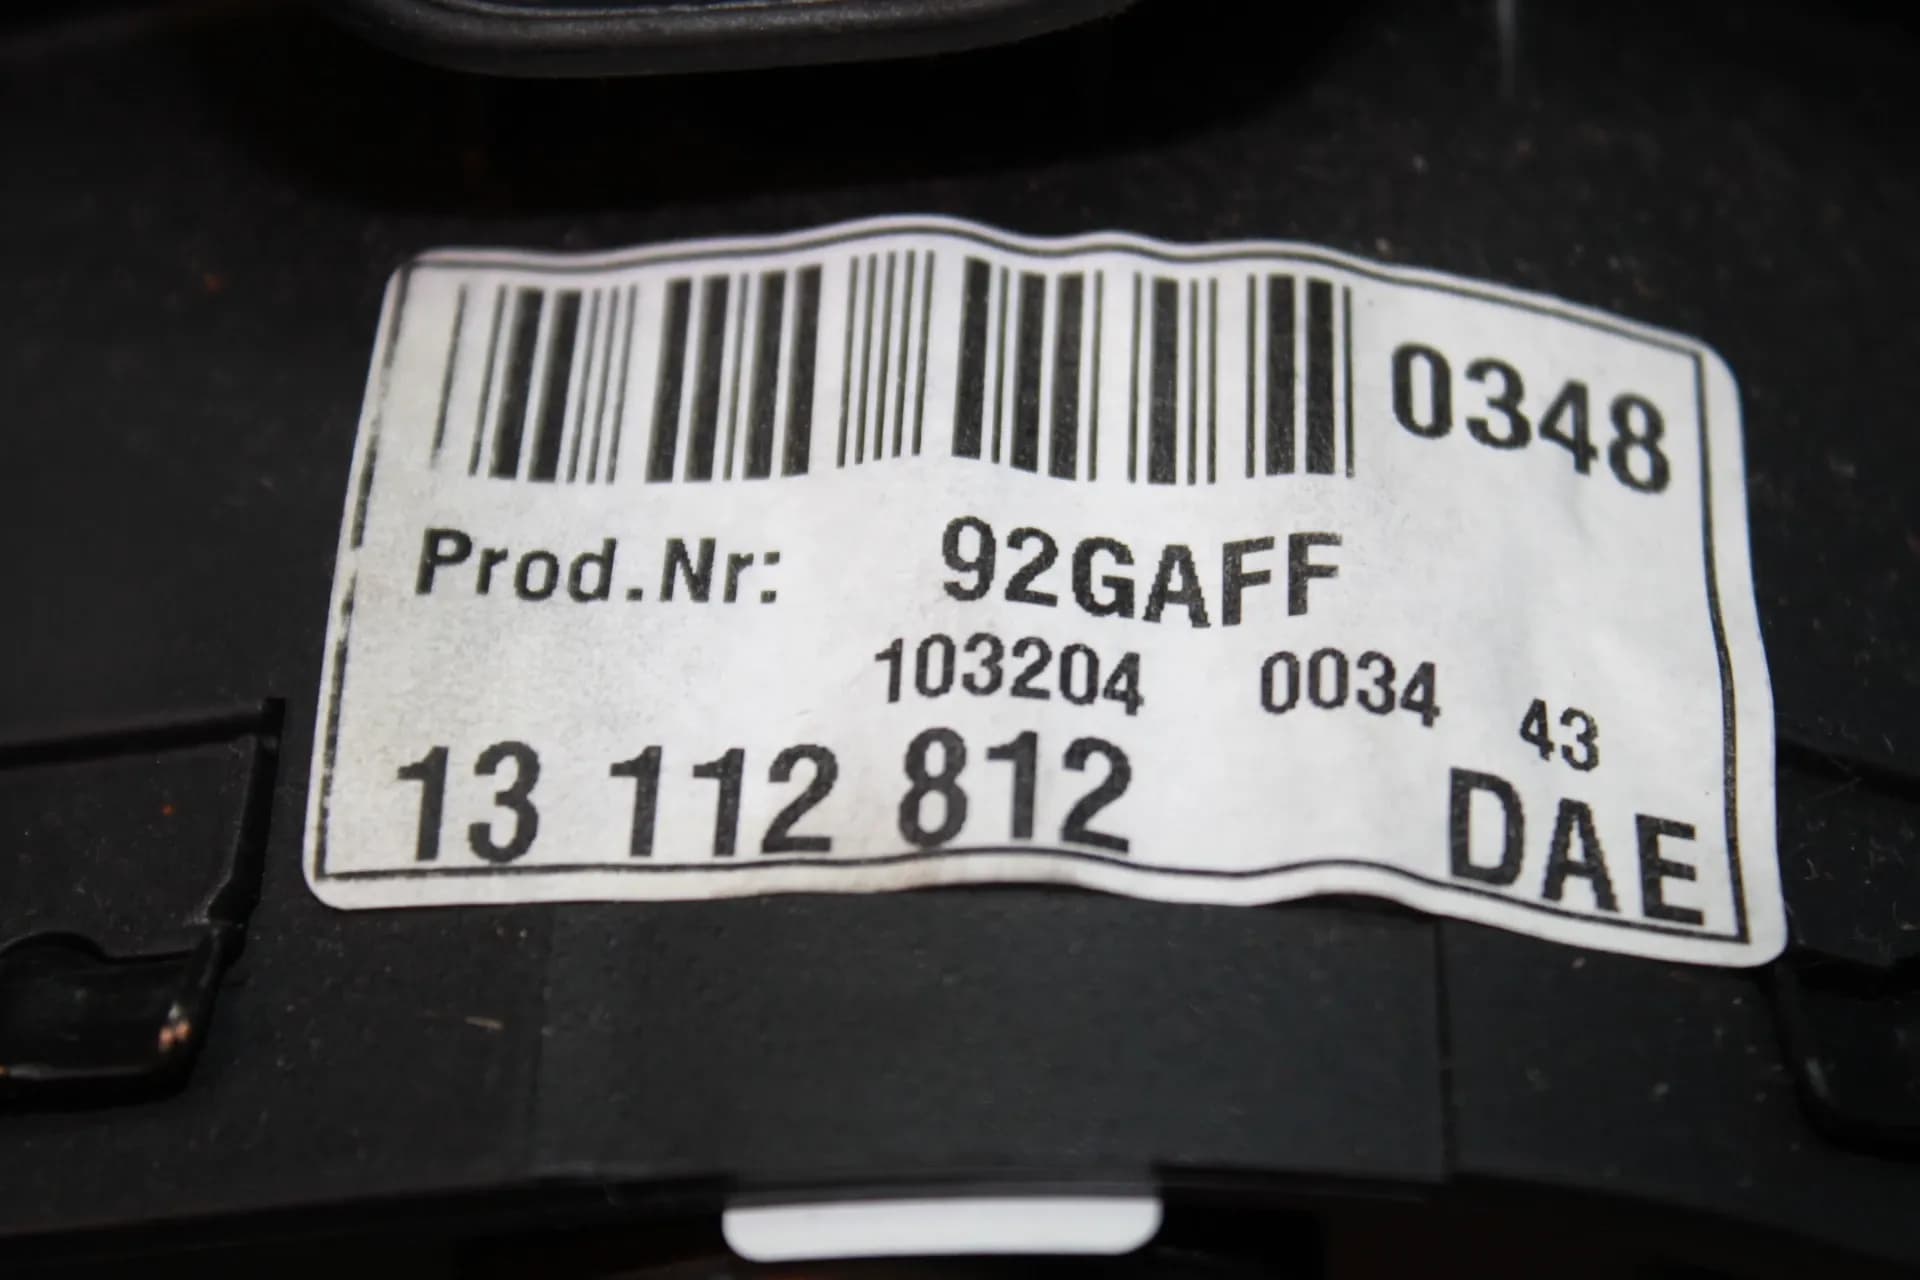 0348
Prod.Nr: 92GAFF
103204 0034 43
13 112 812 DAE